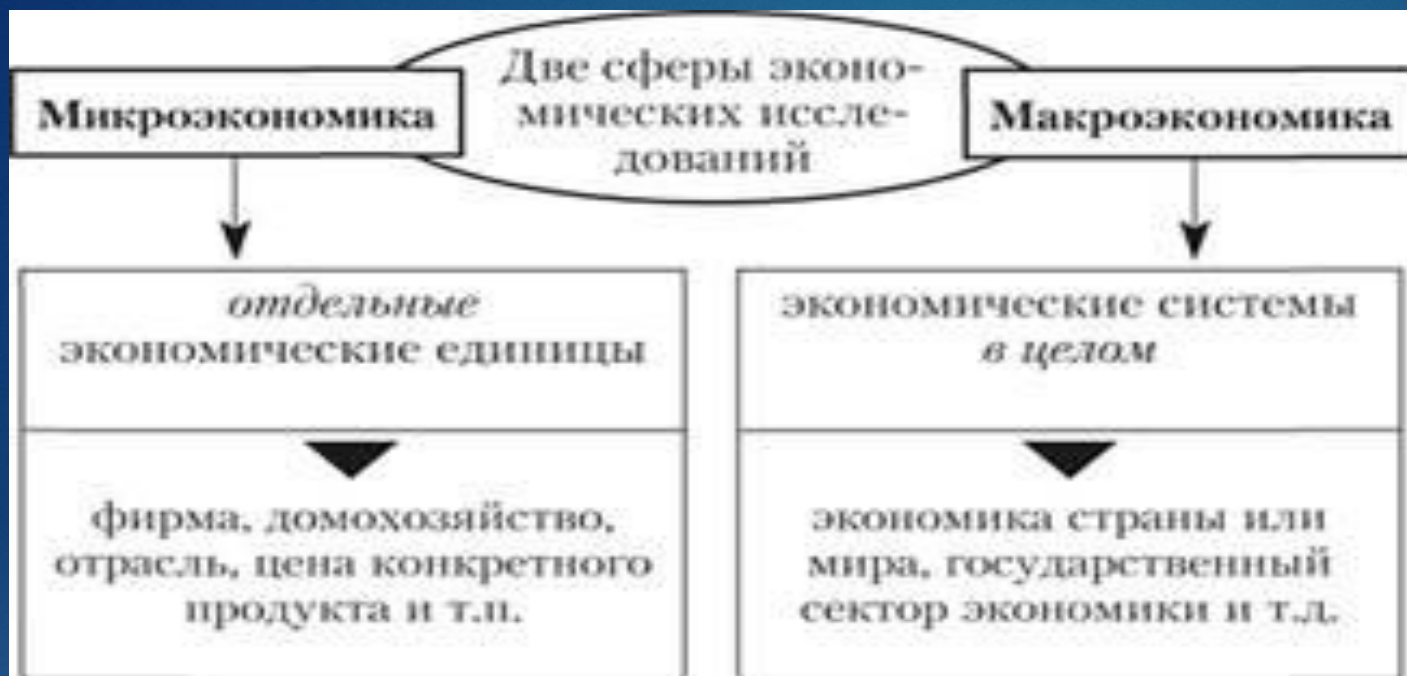 Две сферы эконо-
мических иссле-
дований
Микроэкономика
Макроэкономика
отдельные
экономические единицы
экономические системы
в целом
фирма, домохозяйство,
отрасль, цена конкретного
продукта и т.п.
экономика страны или
мира, государственный
сектор экономики и т.д.